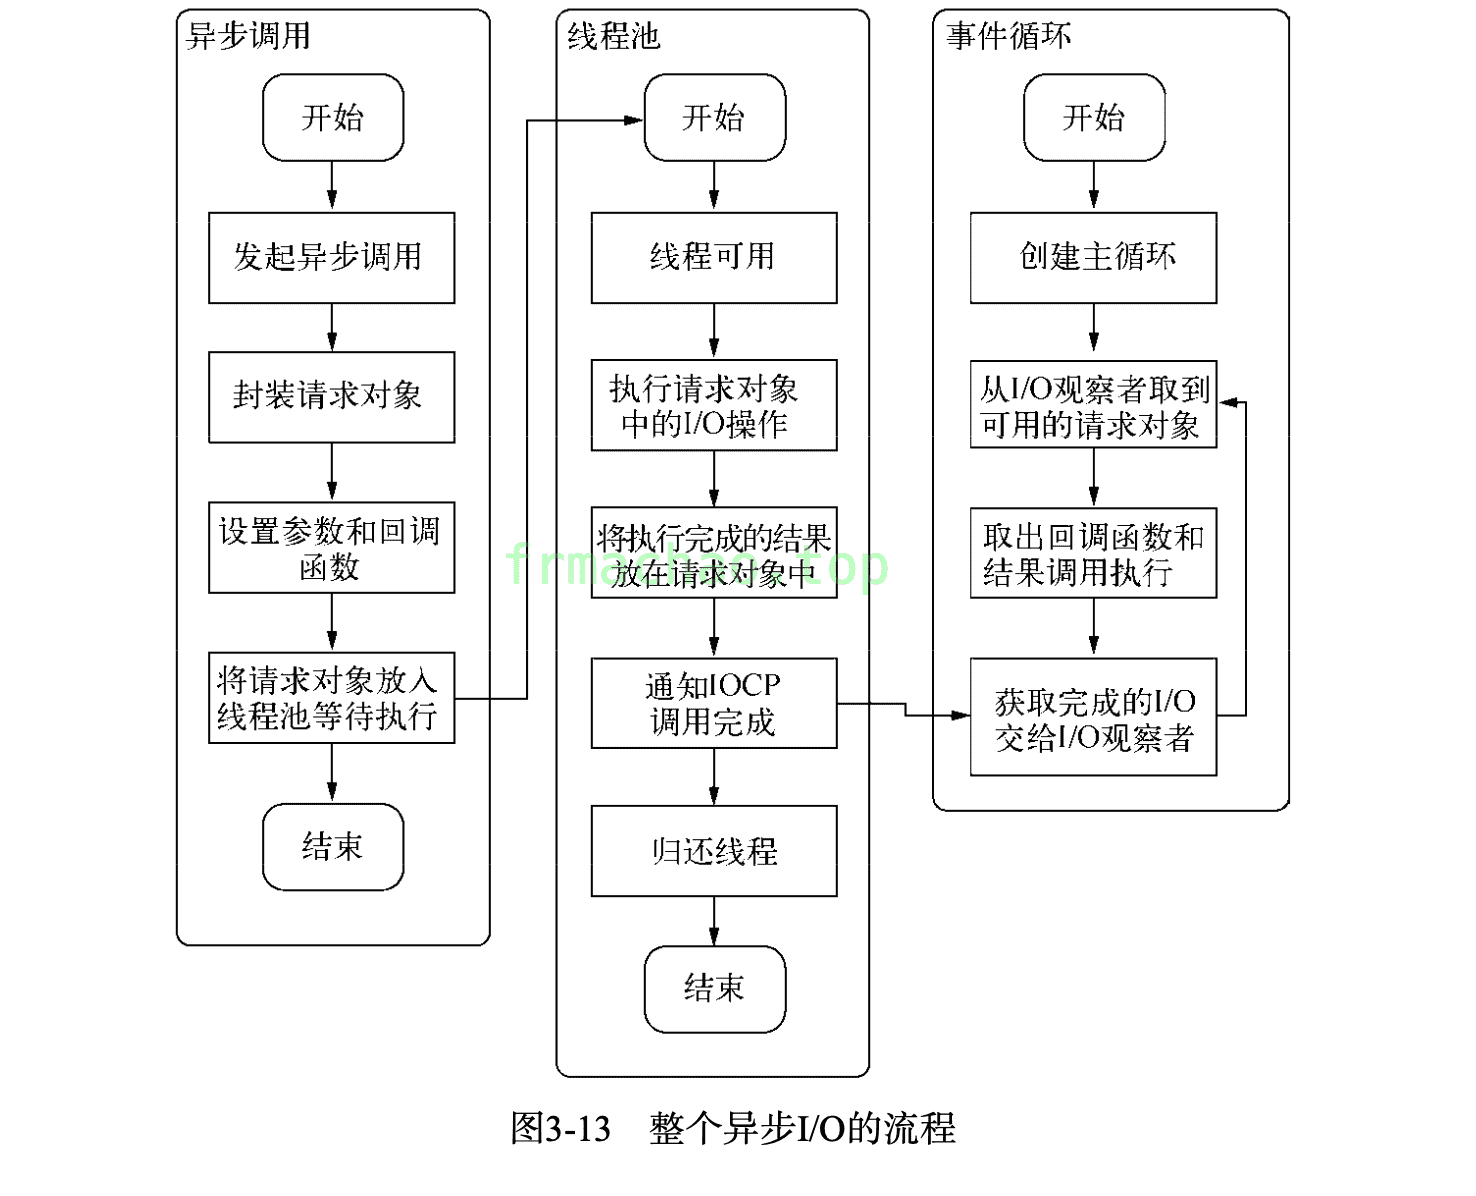 异步调用
开始
发起异步调用
封装请求对象
设置参数和回调
函数
将请求对象放入
线程池等待执行
结束
线程池
开始
线程可用
执行请求对象
中的I/O操作
将执行完成的结果
放在请求对象中
通知IOCP
调用完成
归还线程
结束
事件循环
开始
创建主循环
从I/O观察者取到
可用的请求对象
取出回调函数和
结果调用执行
获取完成的I/O
交给I/O观察者
frmachao.top
图3-13 整个异步I/O的流程